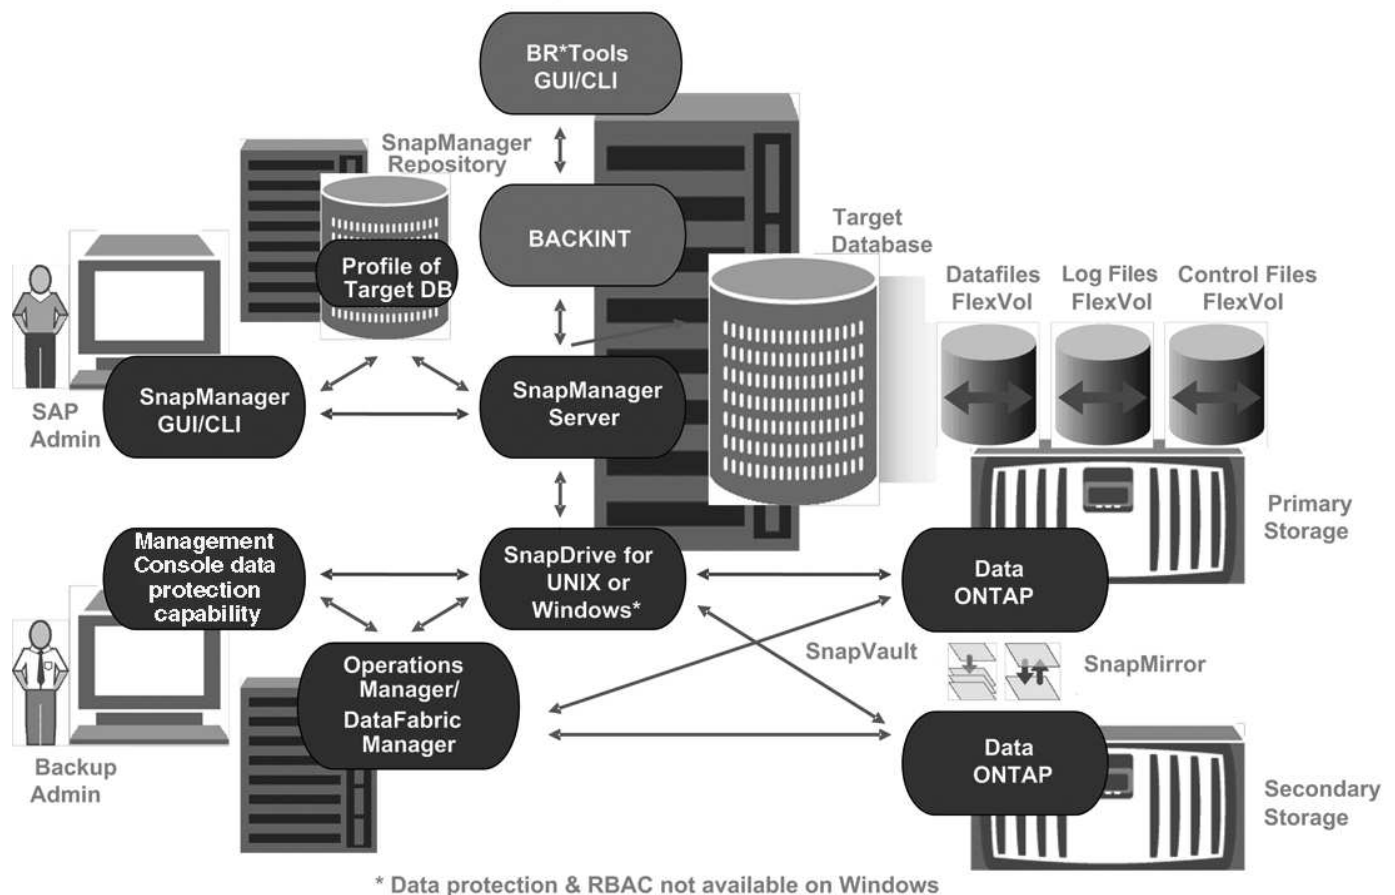 BR*Tools
GUI/CLI
SnapManager
Repository
BACKINT
Target
Database
Profile of
Target DB
Datafiles
FlexVol
Log Files
FlexVol
Control Files
FlexVol
SAP
Admin
SnapManager
GUI/CLI
SnapManager
Server
Primary
Storage
Management
Console data
protection
capability
SnapDrive for
UNIX or
Windows*
Data
ONTAP
SnapVault
SnapMirror
Operations
Manager/
DataFabric
Manager
Data
ONTAP
Backup
Admin
Secondary
Storage
* Data protection & RBAC not available on Windows